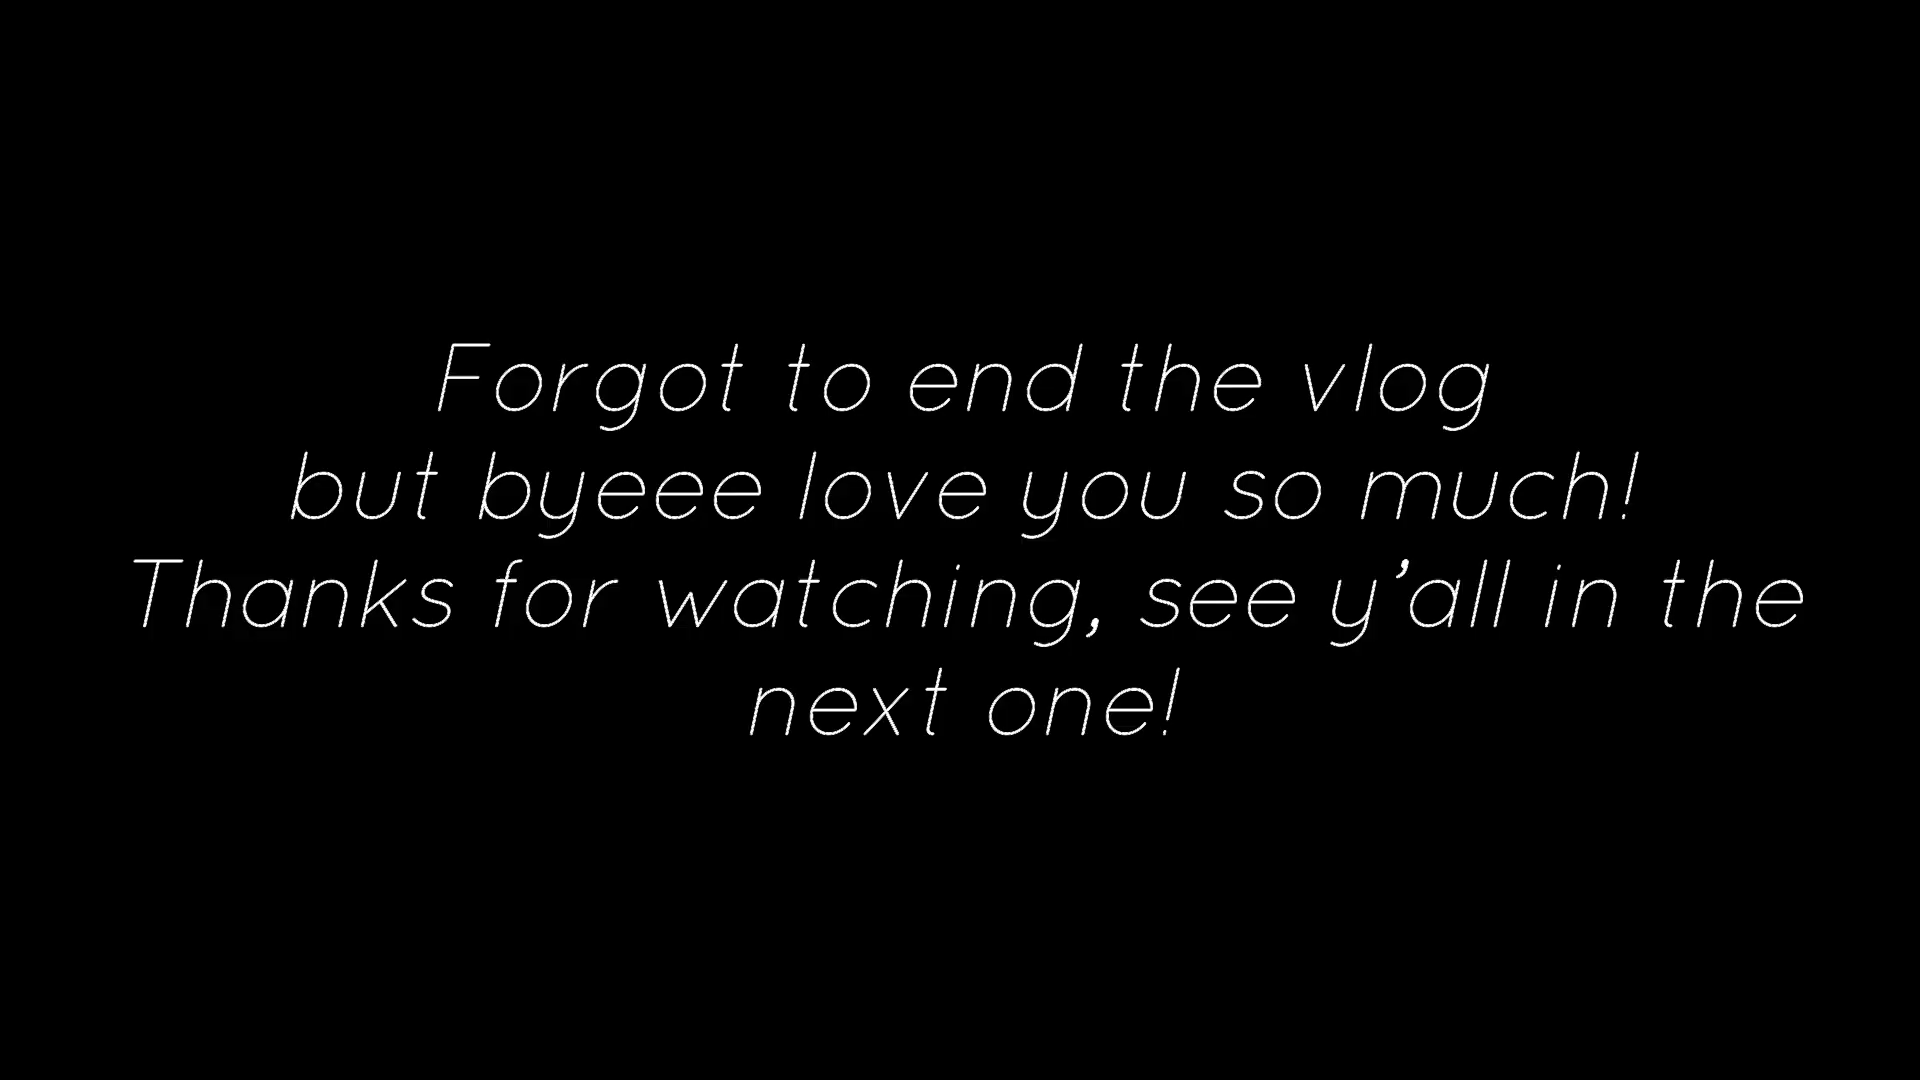 Forgot to end the vlog
but byeee love you so much!
Thanks for watching, see y’all in the
next one!